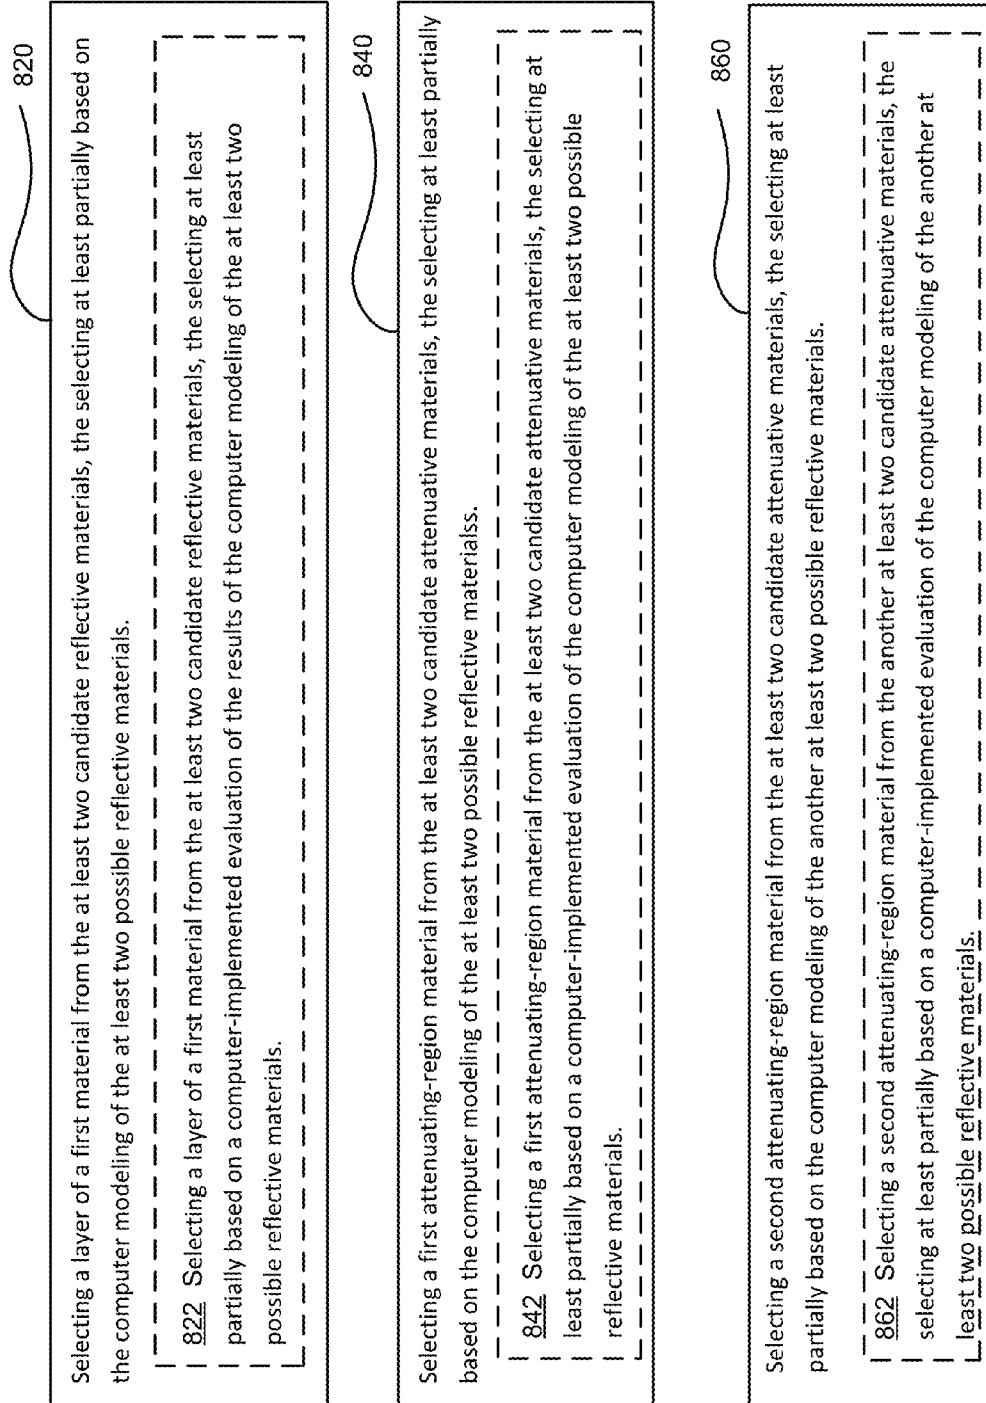 820
Selecting a layer of a first material from the at least two candidate reflective materials, the selecting at least partially based on
the computer modeling of the at least two possible reflective materials.
822 Selecting a layer of a first material from the at least two candidate reflective materials, the selecting at least
partially based on a computer-implemented evaluation of the results of the computer modeling of the at least two
possible reflective materials.
840
Selecting a first attenuating-region material from the at least two candidate attenuative materials, the selecting at least partially
based on the computer modeling of the at least two possible reflective materialss.
842 Selecting a first attenuating-region material from the at least two candidate attenuative materials, the selecting at
least partially based on a computer-implemented evaluation of the computer modeling of the at least two possible
reflective materials.
860
Selecting a second attenuating-region material from the at least two candidate attenuative materials, the selecting at least
partially based on the computer modeling of the another at least two possible reflective materials.
862 Selecting a second attenuating-region material from the another at least two candidate attenuative materials, the
selecting at least partially based on a computer-implemented evaluation of the computer modeling of the another at
least two possible reflective materials.